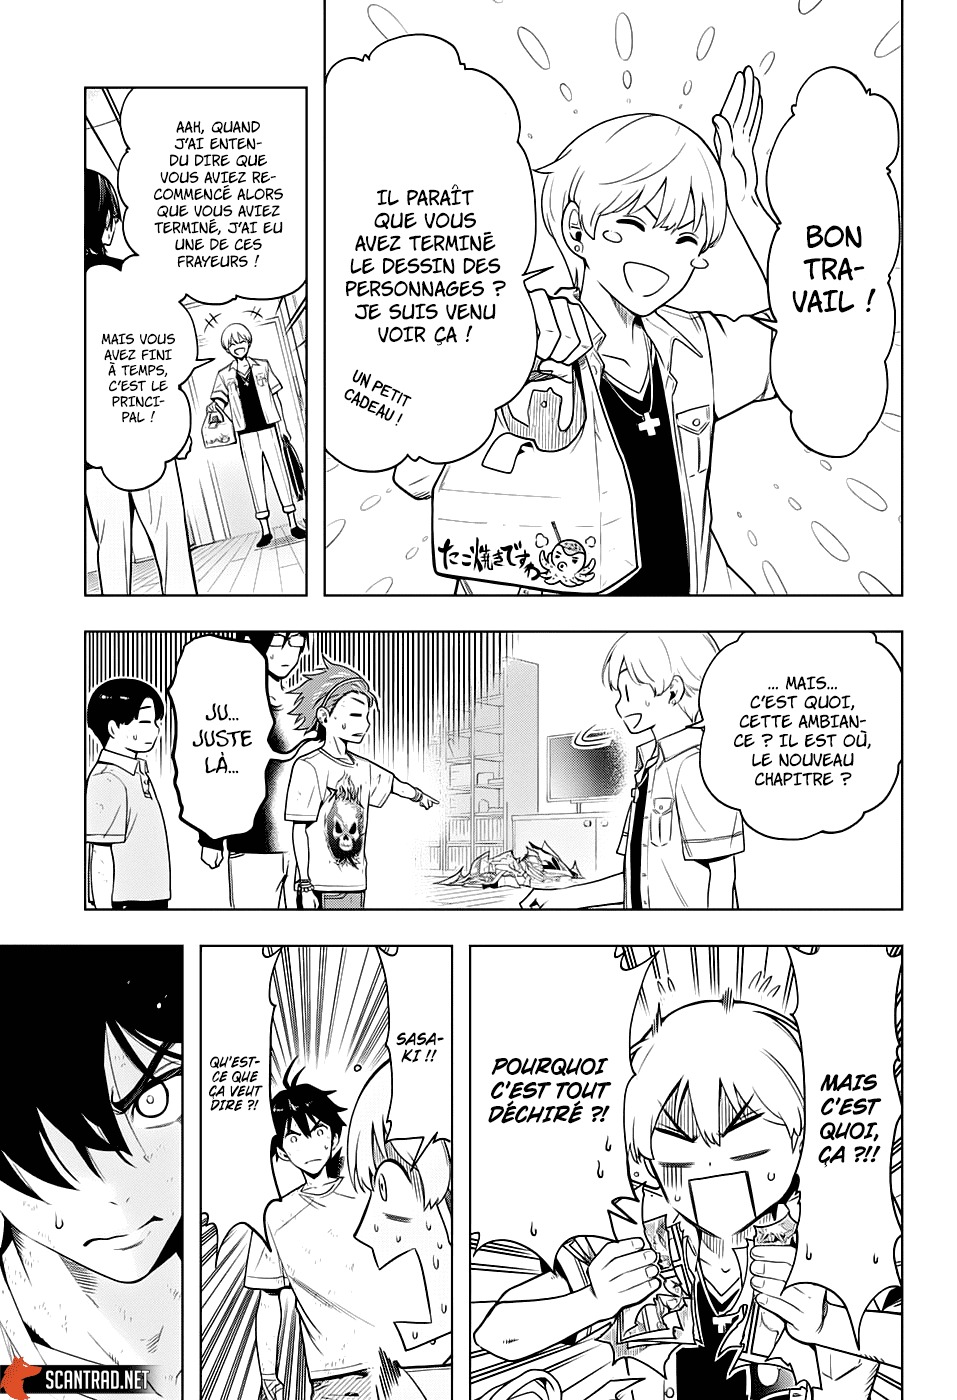 BON
TRA-
VAIL !
IL PARAÎT
QUE VOUS
AVEZ TERMINÉ
LE DESSIN DES
PERSONNAGES ?
JE SUIS VENU
VOIR ÇA !
UN PETIT
CADEAU !
たこ焼きですわ
AAH, QUAND
J'AI ENTEN-
DU DIRE QUE
VOUS AVIEZ RE-
COMMENCÉ ALORS
QUE VOUS AVIEZ
TERMINÉ, J'AI EU
UNE DE CES
FRAYEURS !
MAIS VOUS
AVEZ FINI
À TEMPS,
C'EST LE
PRINCI-
PAL !
... MAIS...
C'EST QUOI,
CETTE AMBIAN-
CE ? IL EST OÙ,
LE NOUVEAU
CHAPITRE ?
JU...
JUSTE
LÀ...
MAIS
C'EST
QUOI,
ÇA ?!!
POURQUOI
C'EST TOUT
DÉCHIRÉ ?!
SASA-
KI !!
QU'EST-
CE QUE
ÇA VEUT
DIRE ?!
SCANTRAD.NET